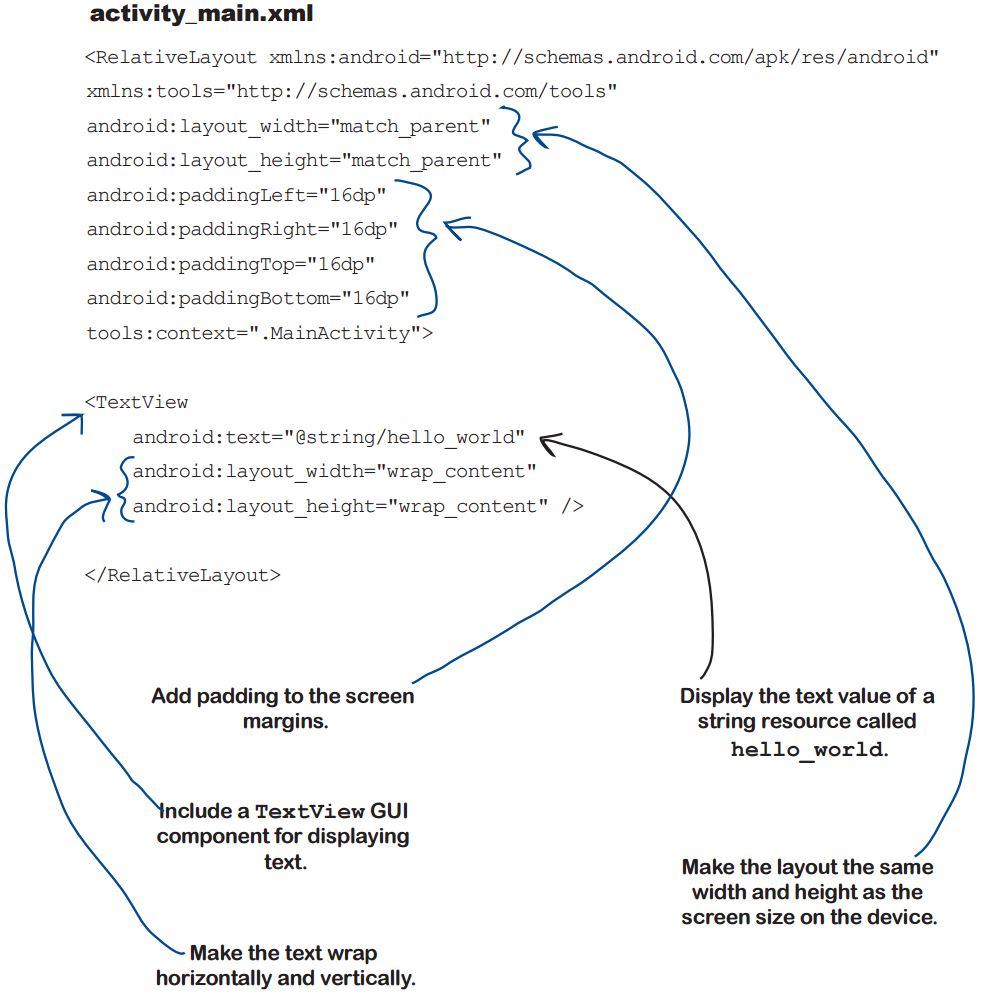 activity_main.xml
<RelativeLayout xmlns:android="http://schemas.android.com/apk/res/android"
xmlns:tools="http://schemas.android.com/tools"
android:layout_width="match_parent"
android:layout_height="match_parent"
android:paddingLeft="16dp"
android:paddingRight="16dp"
android:paddingTop="16dp"
android:paddingBottom="16dp"
tools:context=".MainActivity">
<TextView
android:text="@string/hello_world"
android:layout_width="wrap_content"
android:layout_height="wrap_content" />
</RelativeLayout>
Add padding to the screen
margins.
Display the text value of a
string resource called
hello_world.
Include a TextView GUI
component for displaying
text.
Make the layout the same
width and height as the
screen size on the device.
Make the text wrap
horizontally and vertically.